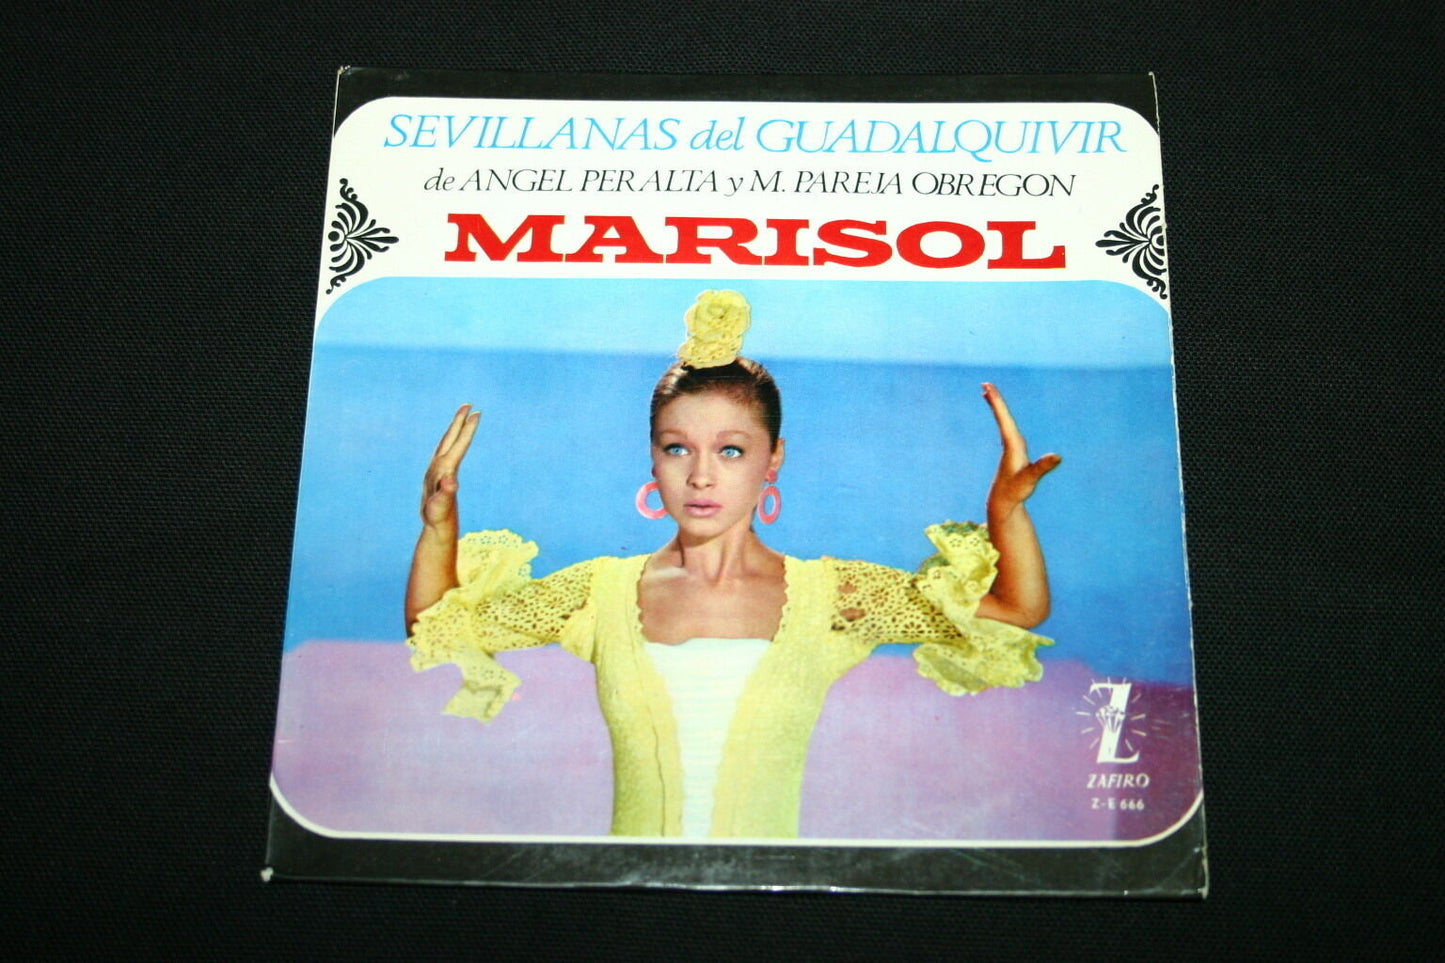 SEVILLANAS del GUADALQUIVIR
de ANGEL PERALTA y M. PAREJA OBREGON
MARISOL
Z
ZAFIRO
Z-E 666